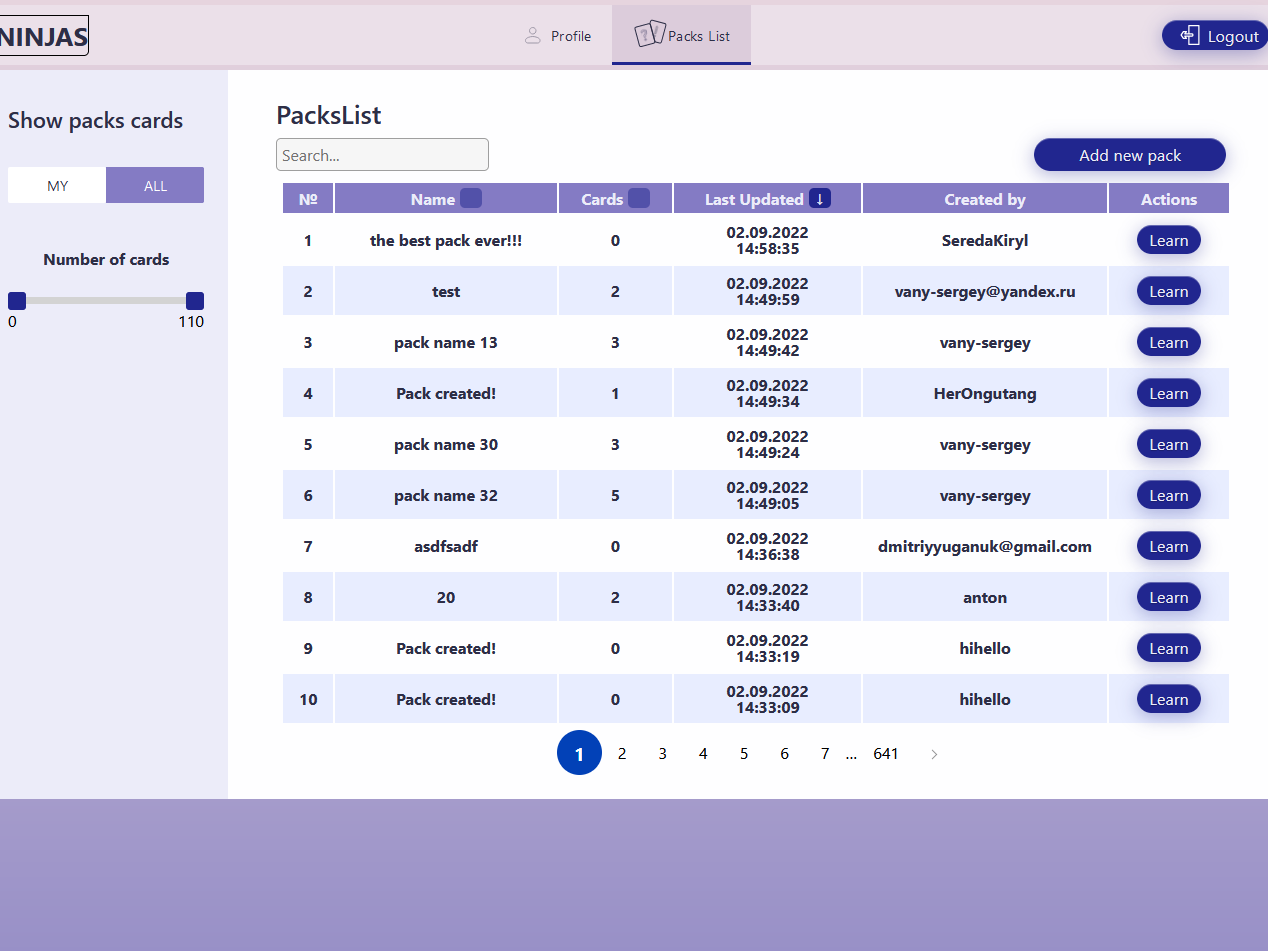 NINJAS
Profile
Packs List
Logout
Show packs cards
MY ALL
Number of cards
0 110
PacksList
Search...
Add new pack
№ Name Cards Last Updated ↓ Created by Actions
1 the best pack ever!!! 0 02.09.2022 14:58:35 SeredaKiryl Learn
2 test 2 02.09.2022 14:49:59 vany-sergey@yandex.ru Learn
3 pack name 13 3 02.09.2022 14:49:42 vany-sergey Learn
4 Pack created! 1 02.09.2022 14:49:34 HerOngutang Learn
5 pack name 30 3 02.09.2022 14:49:24 vany-sergey Learn
6 pack name 32 5 02.09.2022 14:49:05 vany-sergey Learn
7 asdfsadf 0 02.09.2022 14:36:38 dmitriyyuganuk@gmail.com Learn
8 20 2 02.09.2022 14:33:40 anton Learn
9 Pack created! 0 02.09.2022 14:33:19 hihello Learn
10 Pack created! 0 02.09.2022 14:33:09 hihello Learn
1 2 3 4 5 6 7 ... 641 >